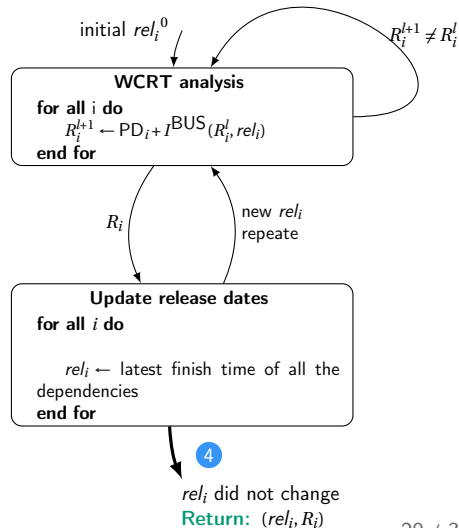 initial rel_i^0
R_i^{l+1} ≠ R_i^l
WCRT analysis
for all i do
R_i^{l+1} ← PD_i + I^{BUS}(R_i^l, rel_i)
end for
R_i
new rel_i
repeat
Update release dates
for all i do
rel_i ← latest finish time of all the
dependencies
end for
4
rel_i did not change
Return: (rel_i, R_i)